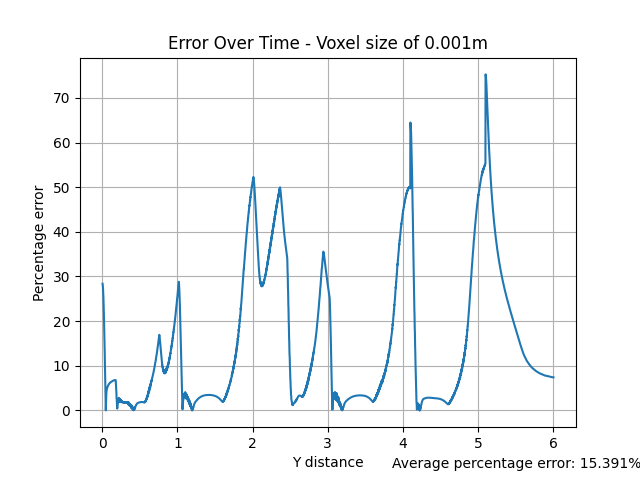 Error Over Time - Voxel size of 0.001m
Percentage error
70
60
50
40
30
20
10
0
0 1 2 3 4 5 6
Y distance
Average percentage error: 15.391%